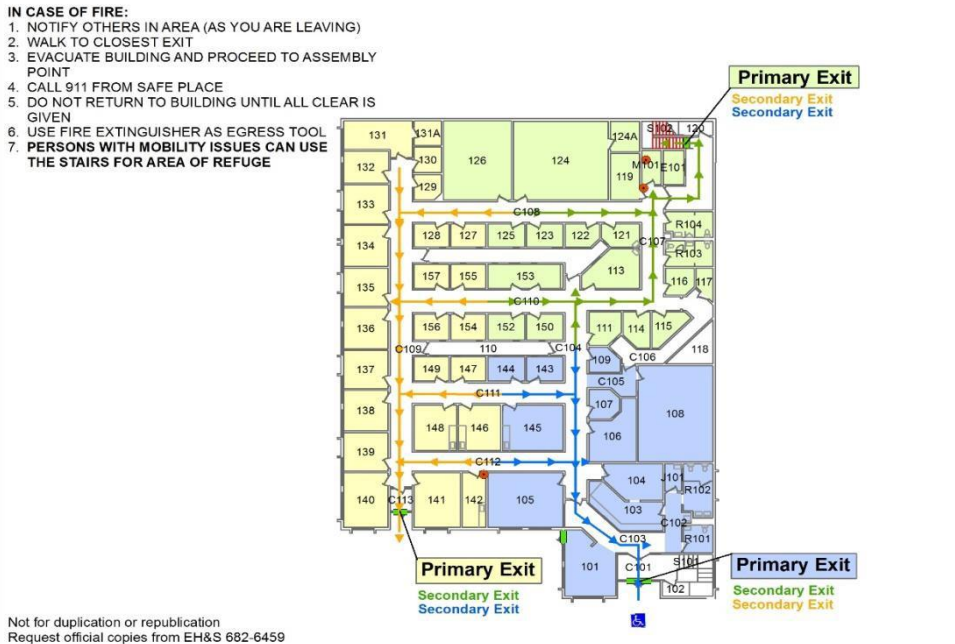 IN CASE OF FIRE:
1. NOTIFY OTHERS IN AREA (AS YOU ARE LEAVING)
2. WALK TO CLOSEST EXIT
3. EVACUATE BUILDING AND PROCEED TO ASSEMBLY
POINT
4. CALL 911 FROM SAFE PLACE
5. DO NOT RETURN TO BUILDING UNTIL ALL CLEAR IS
GIVEN
6. USE FIRE EXTINGUISHER AS EGRESS TOOL
7. PERSONS WITH MOBILITY ISSUES CAN USE
THE STAIRS FOR AREA OF REFUGE
Primary Exit
Secondary Exit
Secondary Exit
131 131A 126 124 124A S102 120
132 130 119 M101 E101
129
133 C108
128 127 125 123 122 121 R104
134 C107 R103
157 155 153 113 116 117
135
C110
136 156 154 152 150 111 114 115
C109 110 C104 109 C106 118
137 149 147 144 143 C105
C111
138 148 146 145 107 106 108
139 C112
140 C113 141 142 105 104 J101 R102
103 C102
C103 R101
101 C101 S101
102
Primary Exit
Secondary Exit
Secondary Exit
Primary Exit
Secondary Exit
Secondary Exit
Not for duplication or republication
Request official copies from EH&S 682-6459